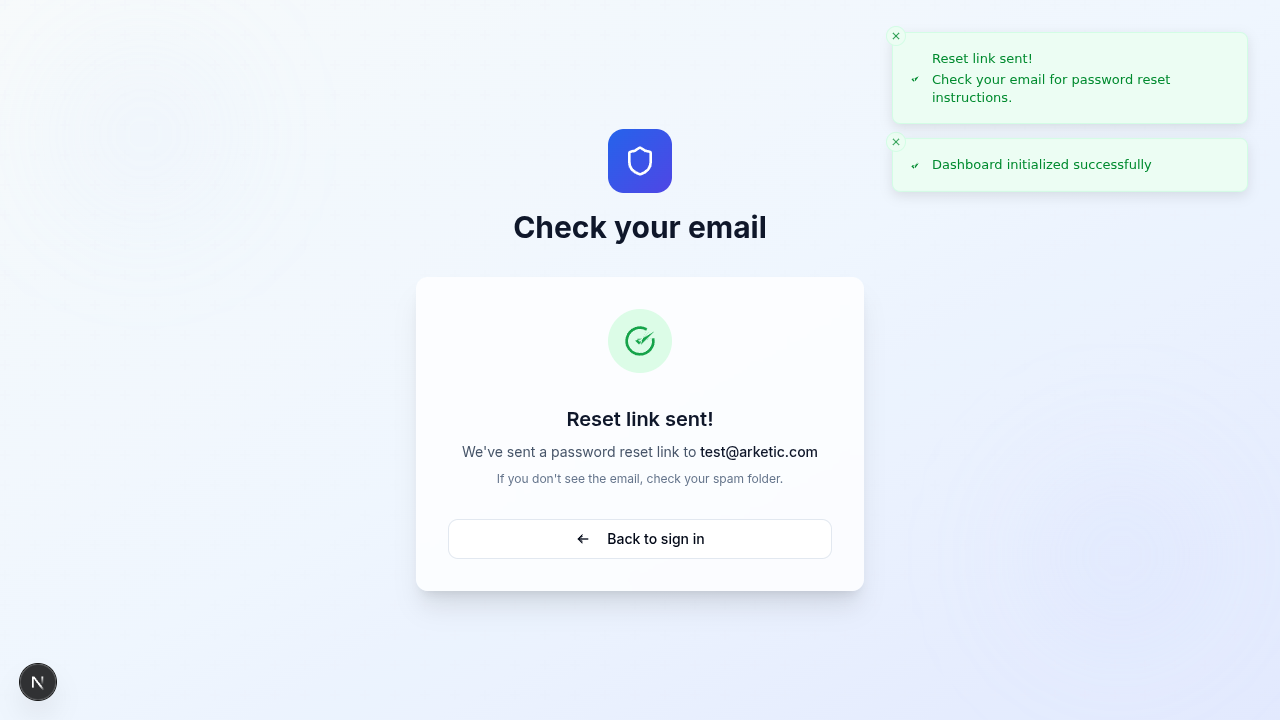 Reset link sent!
Check your email for password reset
instructions.
Dashboard initialized successfully
Check your email
Reset link sent!
We've sent a password reset link to test@arketic.com
If you don't see the email, check your spam folder.
Back to sign in
N